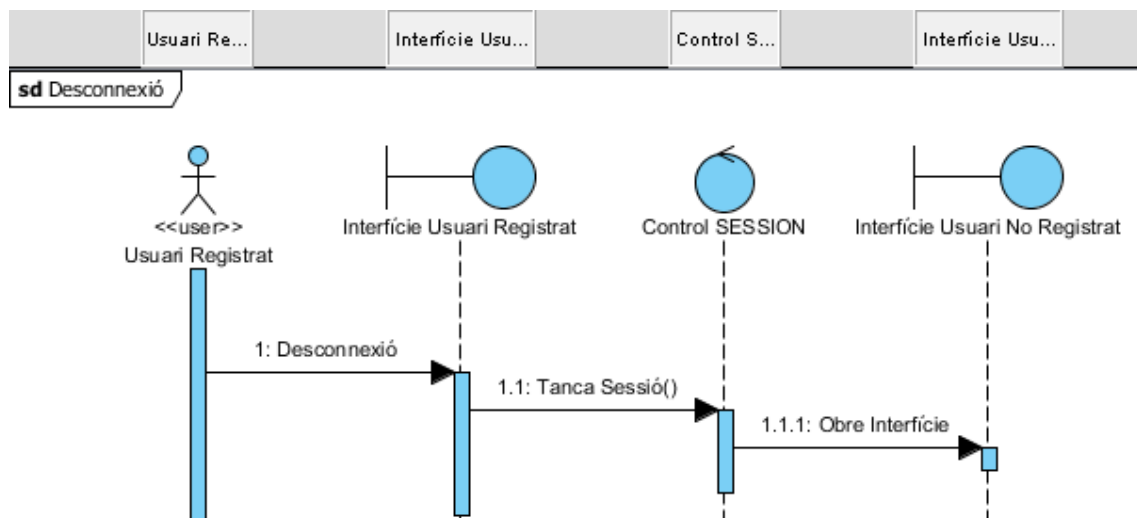 Usuari Re...
Interfície Usu...
Control S...
Interfície Usu...
sd Desconnexió
<<user>>
Usuari Registrat
Interfície Usuari Registrat
Control SESSION
Interfície Usuari No Registrat
1: Desconnexió
1.1: Tanca Sessió()
1.1.1: Obre Interfície